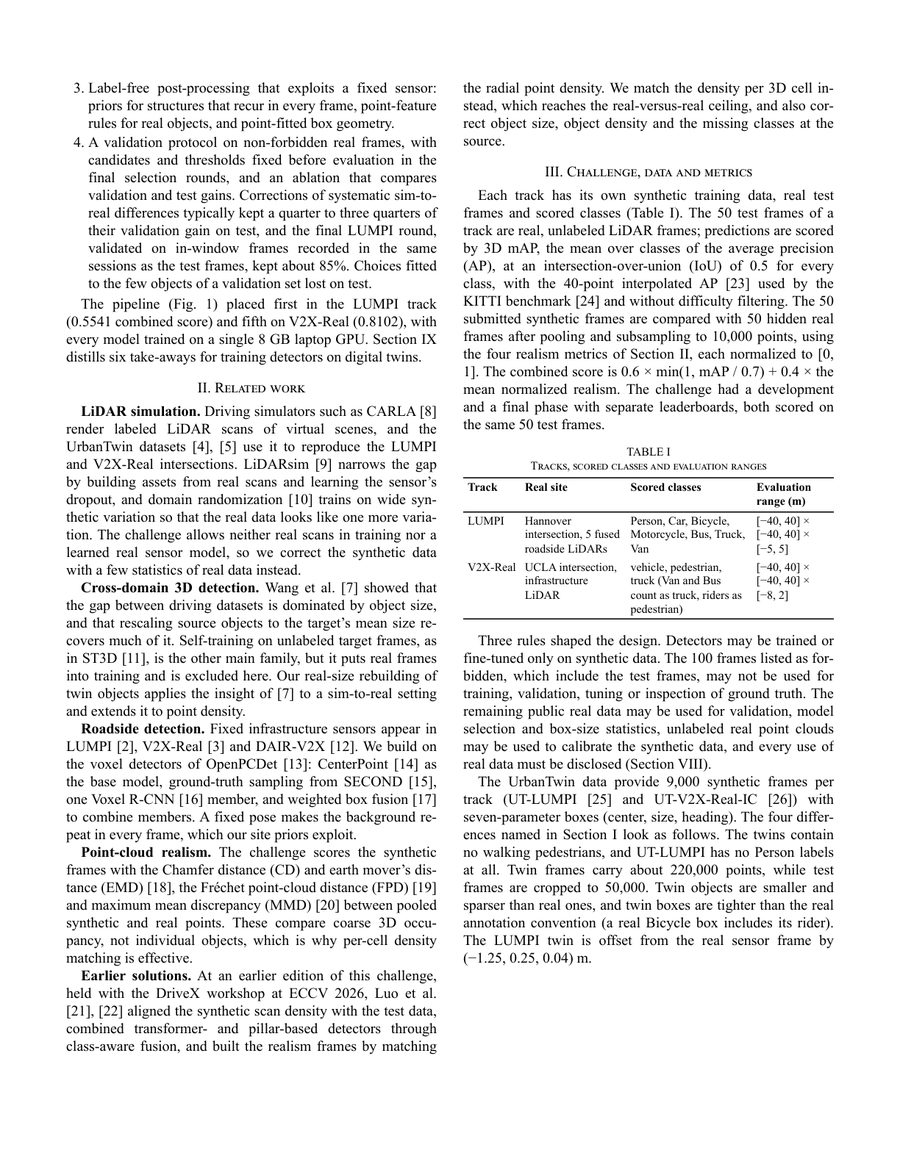 3. Label-free post-processing that exploits a fixed sensor:
priors for structures that recur in every frame, point-feature
rules for real objects, and point-fitted box geometry.
4. A validation protocol on non-forbidden real frames, with
candidates and thresholds fixed before evaluation in the
final selection rounds, and an ablation that compares
validation and test gains. Corrections of systematic sim-to-
real differences typically kept a quarter to three quarters of
their validation gain on test, and the final LUMPI round,
validated on in-window frames recorded in the same
sessions as the test frames, kept about 85%. Choices fitted
to the few objects of a validation set lost on test.
The pipeline (Fig. 1) placed first in the LUMPI track
(0.5541 combined score) and fifth on V2X-Real (0.8102), with
every model trained on a single 8 GB laptop GPU. Section IX
distills six take-aways for training detectors on digital twins.
II. Related work
LiDAR simulation. Driving simulators such as CARLA [8]
render labeled LiDAR scans of virtual scenes, and the
UrbanTwin datasets [4], [5] use it to reproduce the LUMPI
and V2X-Real intersections. LiDARsim [9] narrows the gap
by building assets from real scans and learning the sensor's
dropout, and domain randomization [10] trains on wide syn-
thetic variation so that the real data looks like one more varia-
tion. The challenge allows neither real scans in training nor a
learned real sensor model, so we correct the synthetic data
with a few statistics of real data instead.
Cross-domain 3D detection. Wang et al. [7] showed that
the gap between driving datasets is dominated by object size,
and that rescaling source objects to the target's mean size re-
covers much of it. Self-training on unlabeled target frames, as
in ST3D [11], is the other main family, but it puts real frames
into training and is excluded here. Our real-size rebuilding of
twin objects applies the insight of [7] to a sim-to-real setting
and extends it to point density.
Roadside detection. Fixed infrastructure sensors appear in
LUMPI [2], V2X-Real [3] and DAIR-V2X [12]. We build on
the voxel detectors of OpenPCDet [13]: CenterPoint [14] as
the base model, ground-truth sampling from SECOND [15],
one Voxel R-CNN [16] member, and weighted box fusion [17]
to combine members. A fixed pose makes the background re-
peat in every frame, which our site priors exploit.
Point-cloud realism. The challenge scores the synthetic
frames with the Chamfer distance (CD) and earth mover's dis-
tance (EMD) [18], the Fréchet point-cloud distance (FPD) [19]
and maximum mean discrepancy (MMD) [20] between pooled
synthetic and real points. These compare coarse 3D occu-
pancy, not individual objects, which is why per-cell density
matching is effective.
Earlier solutions. At an earlier edition of this challenge,
held with the DriveX workshop at ECCV 2026, Luo et al.
[21], [22] aligned the synthetic scan density with the test data,
combined transformer- and pillar-based detectors through
class-aware fusion, and built the realism frames by matching
the radial point density. We match the density per 3D cell in-
stead, which reaches the real-versus-real ceiling, and also cor-
rect object size, object density and the missing classes at the
source.
III. Challenge, data and metrics
Each track has its own synthetic training data, real test
frames and scored classes (Table I). The 50 test frames of a
track are real, unlabeled LiDAR frames; predictions are scored
by 3D mAP, the mean over classes of the average precision
(AP), at an intersection-over-union (IoU) of 0.5 for every
class, with the 40-point interpolated AP [23] used by the
KITTI benchmark [24] and without difficulty filtering. The 50
submitted synthetic frames are compared with 50 hidden real
frames after pooling and subsampling to 10,000 points, using
the four realism metrics of Section II, each normalized to [0,
1]. The combined score is 0.6 × min(1, mAP / 0.7) + 0.4 × the
mean normalized realism. The challenge had a development
and a final phase with separate leaderboards, both scored on
the same 50 test frames.
TABLE I
Tracks, scored classes and evaluation ranges
Track Real site Scored classes Evaluation
range (m)
LUMPI Hannover Person, Car, Bicycle, [−40, 40] ×
intersection, 5 fused Motorcycle, Bus, Truck, [−40, 40] ×
roadside LiDARs Van [−5, 5]
V2X-Real UCLA intersection, vehicle, pedestrian, [−40, 40] ×
infrastructure truck (Van and Bus [−40, 40] ×
LiDAR count as truck, riders as [−8, 2]
pedestrian)
Three rules shaped the design. Detectors may be trained or
fine-tuned only on synthetic data. The 100 frames listed as for-
bidden, which include the test frames, may not be used for
training, validation, tuning or inspection of ground truth. The
remaining public real data may be used for validation, model
selection and box-size statistics, unlabeled real point clouds
may be used to calibrate the synthetic data, and every use of
real data must be disclosed (Section VIII).
The UrbanTwin data provide 9,000 synthetic frames per
track (UT-LUMPI [25] and UT-V2X-Real-IC [26]) with
seven-parameter boxes (center, size, heading). The four differ-
ences named in Section I look as follows. The twins contain
no walking pedestrians, and UT-LUMPI has no Person labels
at all. Twin frames carry about 220,000 points, while test
frames are cropped to 50,000. Twin objects are smaller and
sparser than real ones, and twin boxes are tighter than the real
annotation convention (a real Bicycle box includes its rider).
The LUMPI twin is offset from the real sensor frame by
(−1.25, 0.25, 0.04) m.